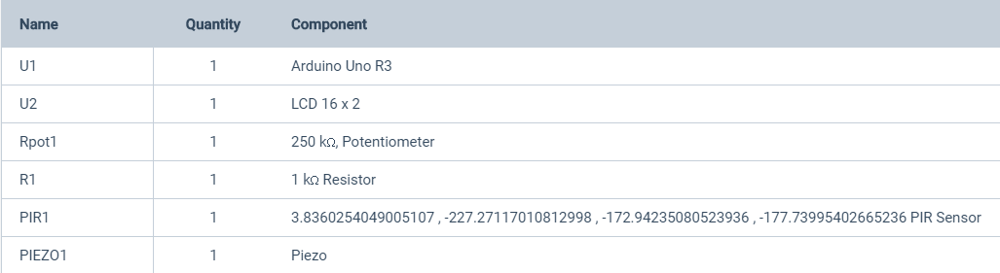 Name Quantity Component
U1 1 Arduino Uno R3
U2 1 LCD 16 x 2
Rpot1 1 250 kΩ, Potentiometer
R1 1 1 kΩ Resistor
PIR1 1 3.8360254049005107 , -227.27117010812998 , -172.94235080523936 , -177.73995402665236 PIR Sensor
PIEZO1 1 Piezo